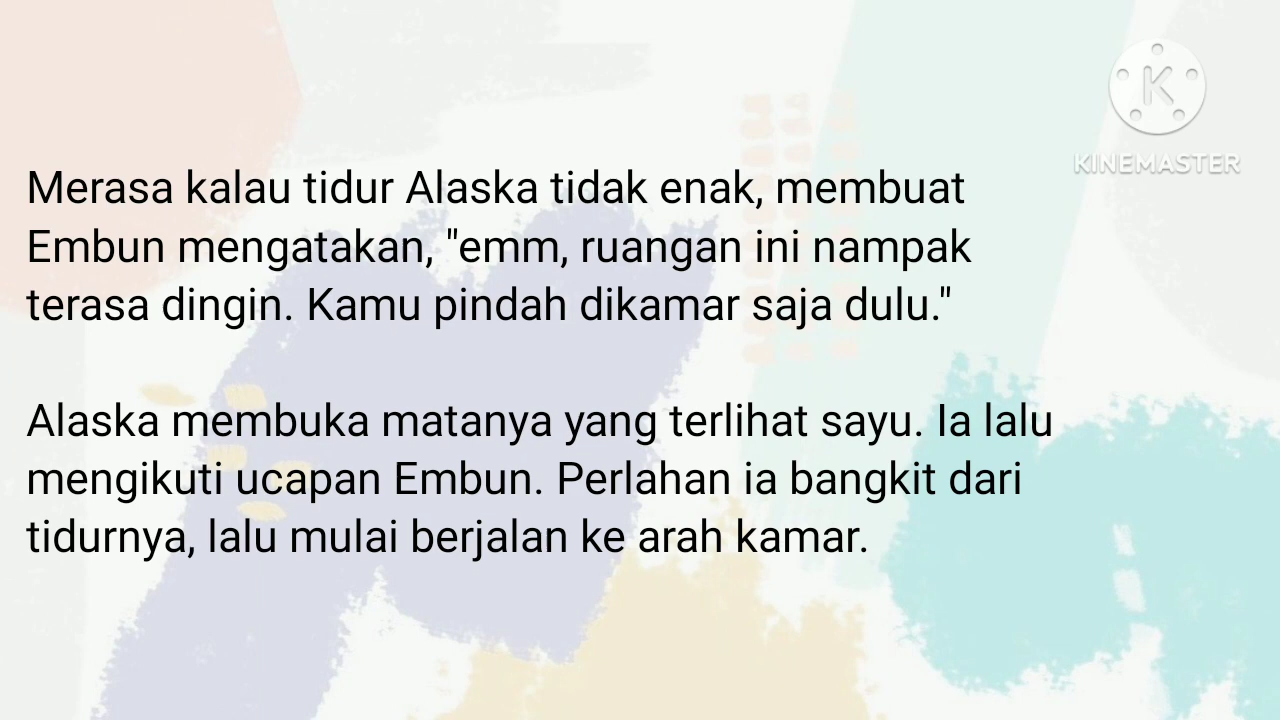 KINEMASTER
Merasa kalau tidur Alaska tidak enak, membuat
Embun mengatakan, "emm, ruangan ini nampak
terasa dingin. Kamu pindah dikamar saja dulu."
Alaska membuka matanya yang terlihat sayu. Ia lalu
mengikuti ucapan Embun. Perlahan ia bangkit dari
tidurnya, lalu mulai berjalan ke arah kamar.